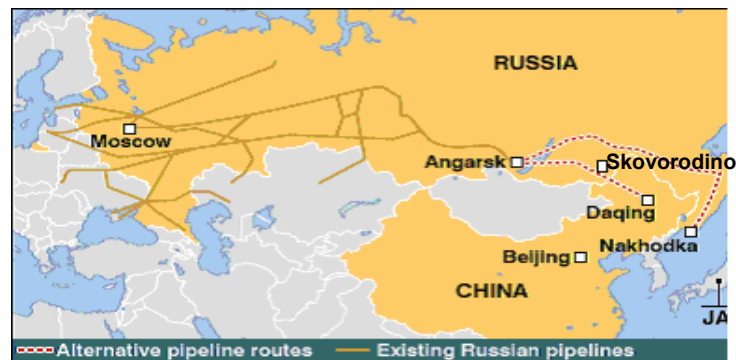 RUSSIA
Moscow
Angarsk
Skovorodino
Daqing
Nakhodka
Beijing
CHINA
JA
Alternative pipeline routes
Existing Russian pipelines